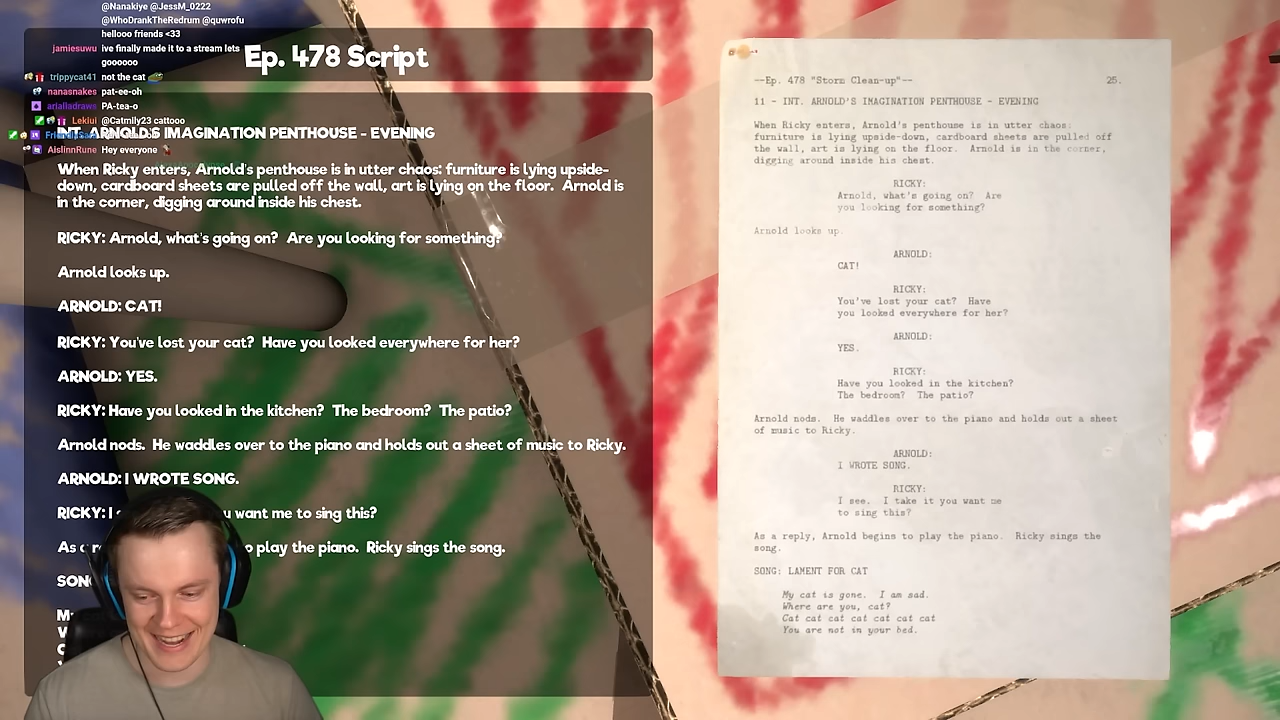 @Nanakiye @JessM_0222
@WhoDrankTheRedrum @quwrofu
hellooo friends <33
jamiesuwu ive finally made it to a stream lets
goooooo
trippycat41 not the cat
nanasnakes pat-ee-oh
arialladraws PA-tea-o
Lekiui @Catmily23 cattoo
AislinnRune Hey everyone
Ep. 478 Script
INT. ARNOLD'S IMAGINATION PENTHOUSE - EVENING
When Ricky enters, Arnold's penthouse is in utter chaos: furniture is lying upside-
down, cardboard sheets are pulled off the wall, art is lying on the floor. Arnold is
in the corner, digging around inside his chest.
RICKY: Arnold, what's going on? Are you looking for something?
Arnold looks up.
ARNOLD: CAT!
RICKY: You've lost your cat? Have you looked everywhere for her?
ARNOLD: YES.
RICKY: Have you looked in the kitchen? The bedroom? The patio?
Arnold nods. He waddles over to the piano and holds out a sheet of music to Ricky.
ARNOLD: I WROTE SONG.
RICKY: I want me to sing this?
As play the piano. Ricky sings the song.
SONG
--Ep. 478 "Storm Clean-up"-- 25.
11 - INT. ARNOLD'S IMAGINATION PENTHOUSE - EVENING
When Ricky enters, Arnold's penthouse is in utter chaos:
furniture is lying upside-down, cardboard sheets are pulled off
the wall, art is lying on the floor. Arnold is in the corner,
digging around inside his chest.
RICKY:
Arnold, what's going on? Are
you looking for something?
Arnold looks up.
ARNOLD:
CAT!
RICKY:
You've lost your cat? Have
you looked everywhere for her?
ARNOLD:
YES.
RICKY:
Have you looked in the kitchen?
The bedroom? The patio?
Arnold nods. He waddles over to the piano and holds out a sheet
of music to Ricky.
ARNOLD:
I WROTE SONG.
RICKY:
I see. I take it you want me
to sing this?
As a reply, Arnold begins to play the piano. Ricky sings the
song.
SONG: LAMENT FOR CAT
My cat is gone. I am sad.
Where are you, cat?
Cat cat cat cat cat cat cat
You are not in your bed.